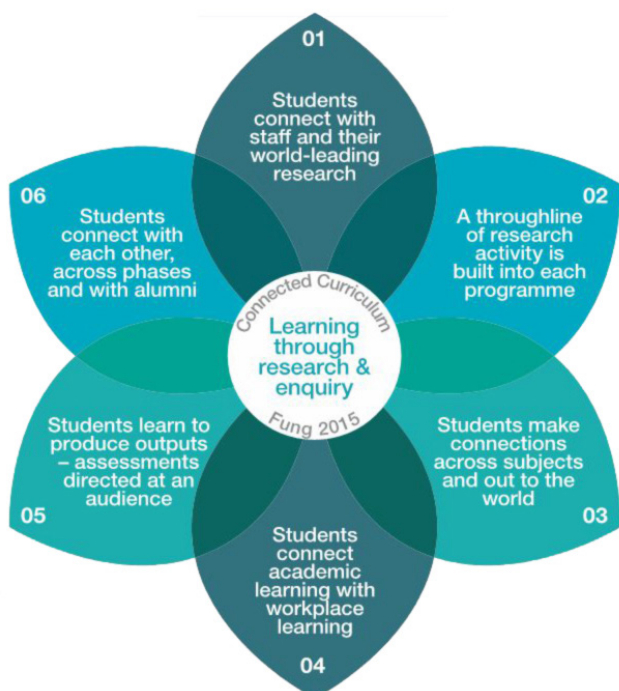 01
Students
connect with
staff and their
world-leading
research
02
A throughline
of research
activity is
built into each
programme
Students make
connections
across subjects
and out to the
world
03
Students
connect
academic
learning with
workplace
learning
04
Students learn to
produce outputs
– assessments
directed at an
audience
05
06
Students
connect with
each other,
across phases
and with alumni
Connected Curriculum
Learning
through
research &
enquiry
Fung 2015